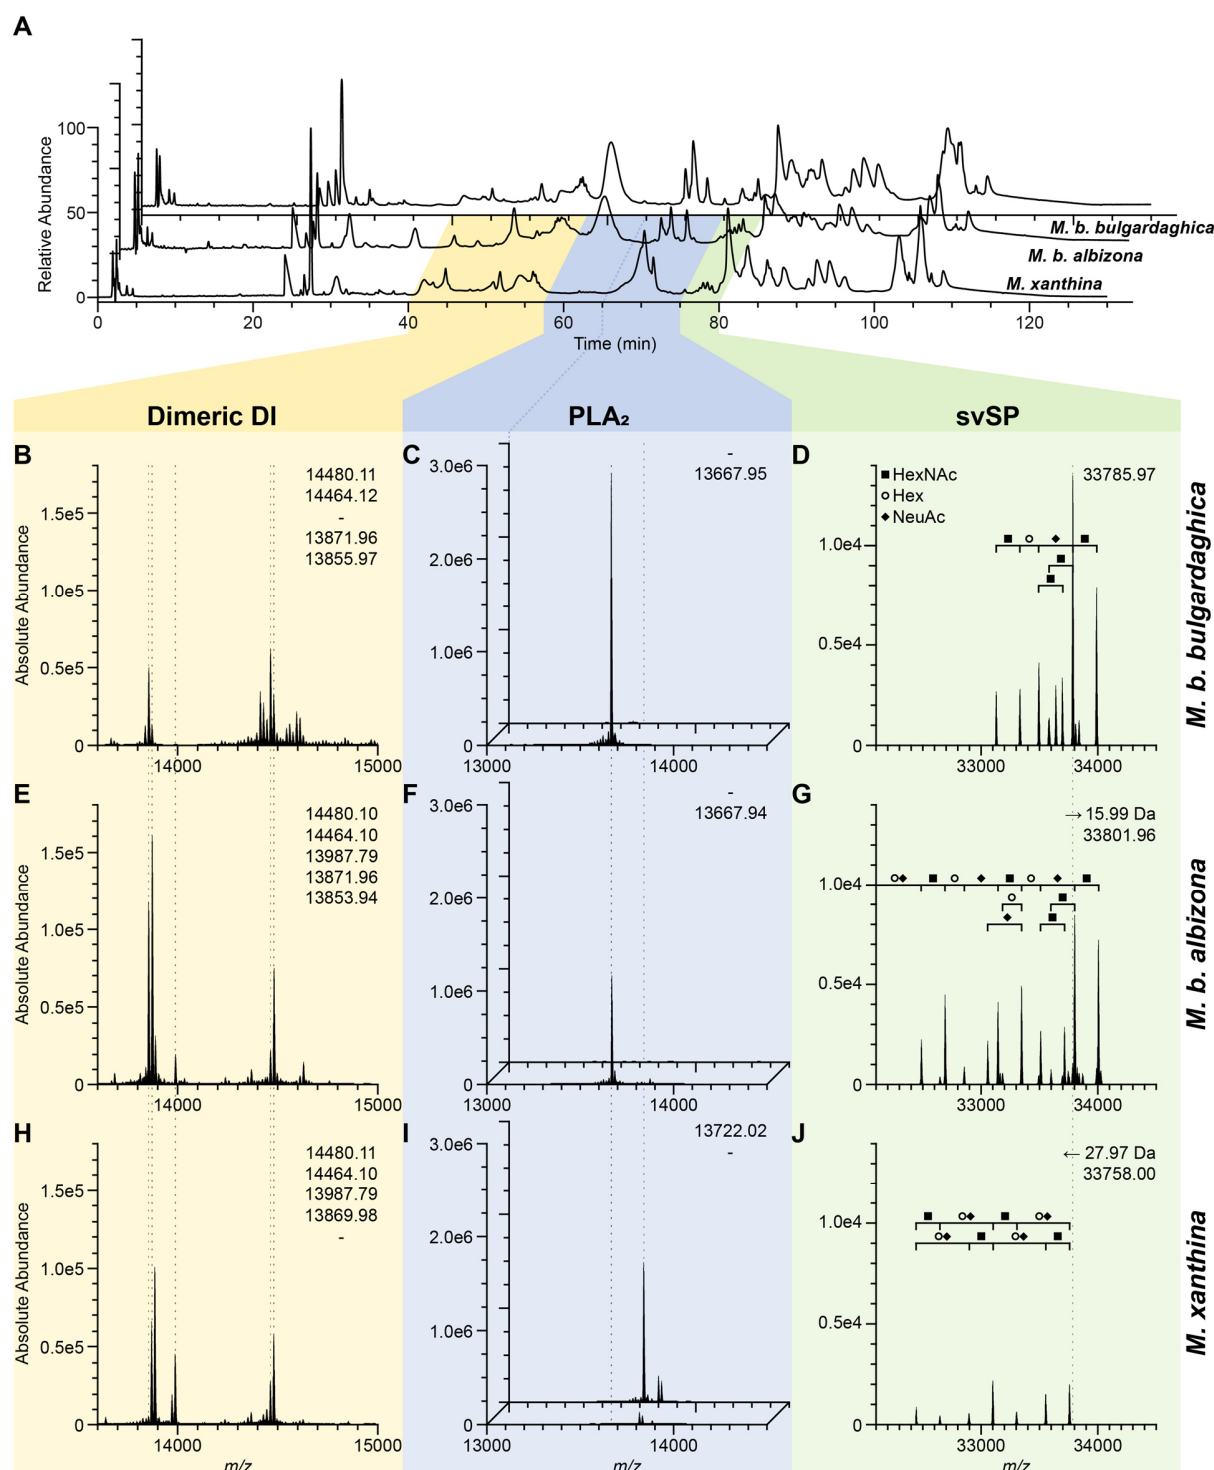 A
Relative Abundance
100
50
0
M. b. bulgardaghica
M. b. albizona
M. xanthina
0 20 40 60 80 100 120
Time (min)
Dimeric DI PLA₂ svSP
B
Absolute Abundance
1.5e5
1.0e5
0.5e5
0
14480.11
14464.12
-
13871.96
13855.97
14000 15000
C
3.0e6
2.0e6
1.0e6
0
-
13667.95
13000 14000
D
■ HexNAc
○ Hex
◆ NeuAc
33785.97
1.0e4
0.5e4
0
33000 34000
M. b. bulgardaghica
E
Absolute Abundance
1.5e5
1.0e5
0.5e5
0
14480.10
14464.10
13987.79
13871.96
13853.94
14000 15000
F
3.0e6
2.0e6
1.0e6
0
-
13667.94
13000 14000
G
→ 15.99 Da
33801.96
1.0e4
0.5e4
0
33000 34000
M. b. albizona
H
Absolute Abundance
1.5e5
1.0e5
0.5e5
0
14480.11
14464.10
13987.79
13869.98
-
14000 15000
m/z
I
3.0e6
2.0e6
1.0e6
0
13722.02
-
13000 14000
m/z
J
← 27.97 Da
33758.00
1.0e4
0.5e4
0
33000 34000
m/z
M. xanthina